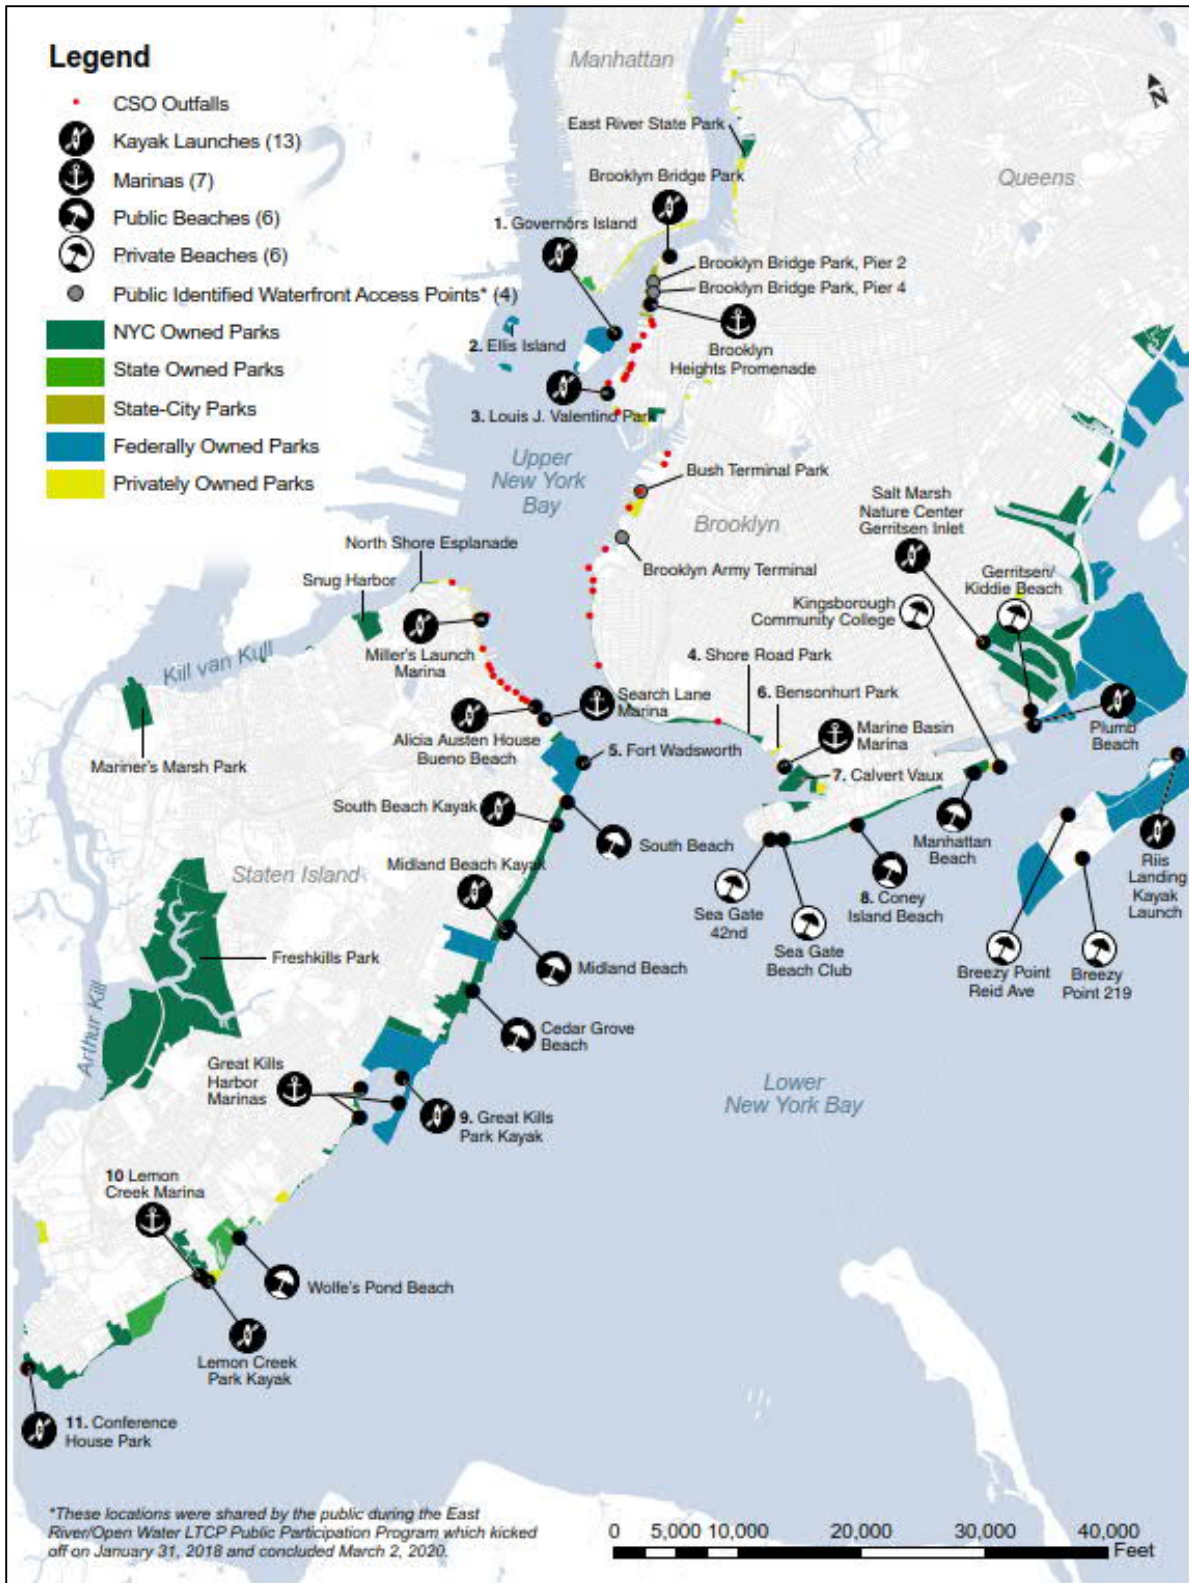 Legend
CSO Outfalls
Kayak Launches (13)
Marinas (7)
Public Beaches (6)
Private Beaches (6)
Public Identified Waterfront Access Points* (4)
NYC Owned Parks
State Owned Parks
State-City Parks
Federally Owned Parks
Privately Owned Parks
Manhattan
N
East River State Park
Queens
Brooklyn Bridge Park
1. Governors Island
Brooklyn Bridge Park, Pier 2
Brooklyn Bridge Park, Pier 4
2. Ellis Island
Brooklyn
Heights Promenade
3. Louis J. Valentino Park
Upper
New York
Bay
Bush Terminal Park
Salt Marsh
Nature Center
Gerritsen Inlet
Brooklyn
North Shore Esplanade
Brooklyn Army Terminal
Snug Harbor
Gerritsen/
Kiddie Beach
Kingsborough
Community College
Kill van Kull
Miller's Launch
Marina
4. Shore Road Park
6. Bensonhurt Park
Search Lane
Marina
Marine Basin
Marina
Plumb
Beach
Alicia Austen House
Bueno Beach
5. Fort Wadsworth
Mariner's Marsh Park
7. Calvert Vaux
South Beach Kayak
South Beach
Manhattan
Beach
Midland Beach Kayak
Staten Island
8. Coney
Island Beach
Riis
Landing
Kayak
Launch
Sea Gate
42nd
Sea Gate
Beach Club
Freshkills Park
Midland Beach
Breezy Point
Reid Ave
Breezy
Point 219
Arthur Kill
Cedar Grove
Beach
Great Kills
Harbor
Marinas
Lower
New York Bay
9. Great Kills
Park Kayak
10 Lemon
Creek Marina
Wolfe's Pond Beach
Lemon Creek
Park Kayak
11. Conference
House Park
*These locations were shared by the public during the East
River/Open Water LTCP Public Participation Program which kicked
off on January 31, 2018 and concluded March 2, 2020.
0 5,000 10,000 20,000 30,000 40,000
Feet